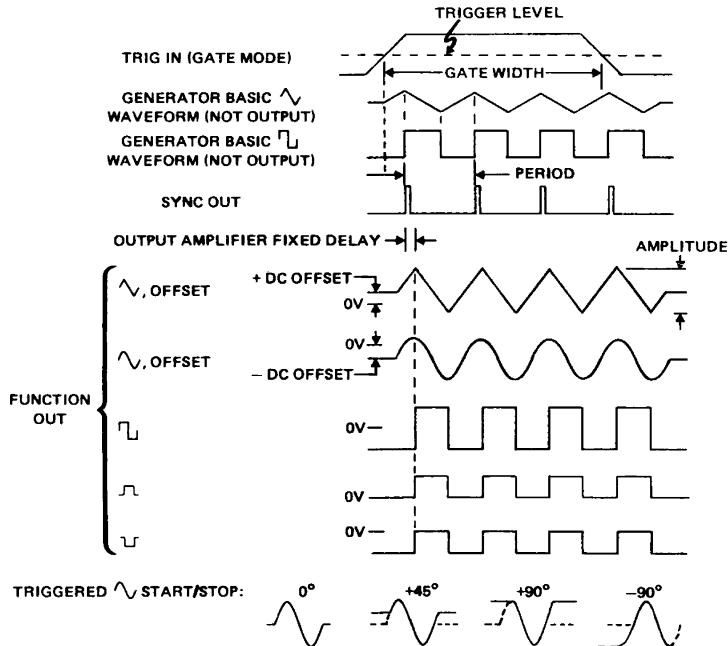 TRIGGER LEVEL
TRIG IN (GATE MODE)
GATE WIDTH
GENERATOR BASIC
WAVEFORM (NOT OUTPUT)
GENERATOR BASIC
WAVEFORM (NOT OUTPUT)
PERIOD
SYNC OUT
OUTPUT AMPLIFIER FIXED DELAY
AMPLITUDE
+ DC OFFSET
, OFFSET
0V
0V
, OFFSET
– DC OFFSET
FUNCTION
OUT
0V
0V
0V
TRIGGERED START/STOP:
0°
+45°
+90°
–90°